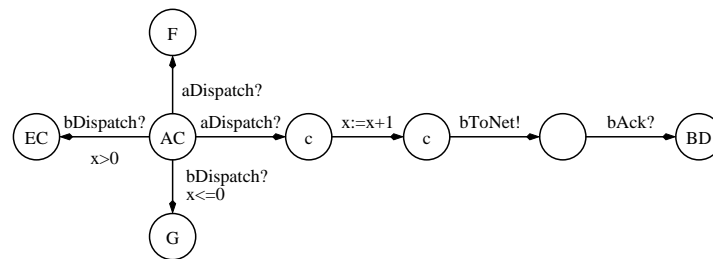 F
aDispatch?
bDispatch?
aDispatch?
x:=x+1
bToNet!
bAck?
EC
AC
c
c
BD
x>0
bDispatch?
x<=0
G